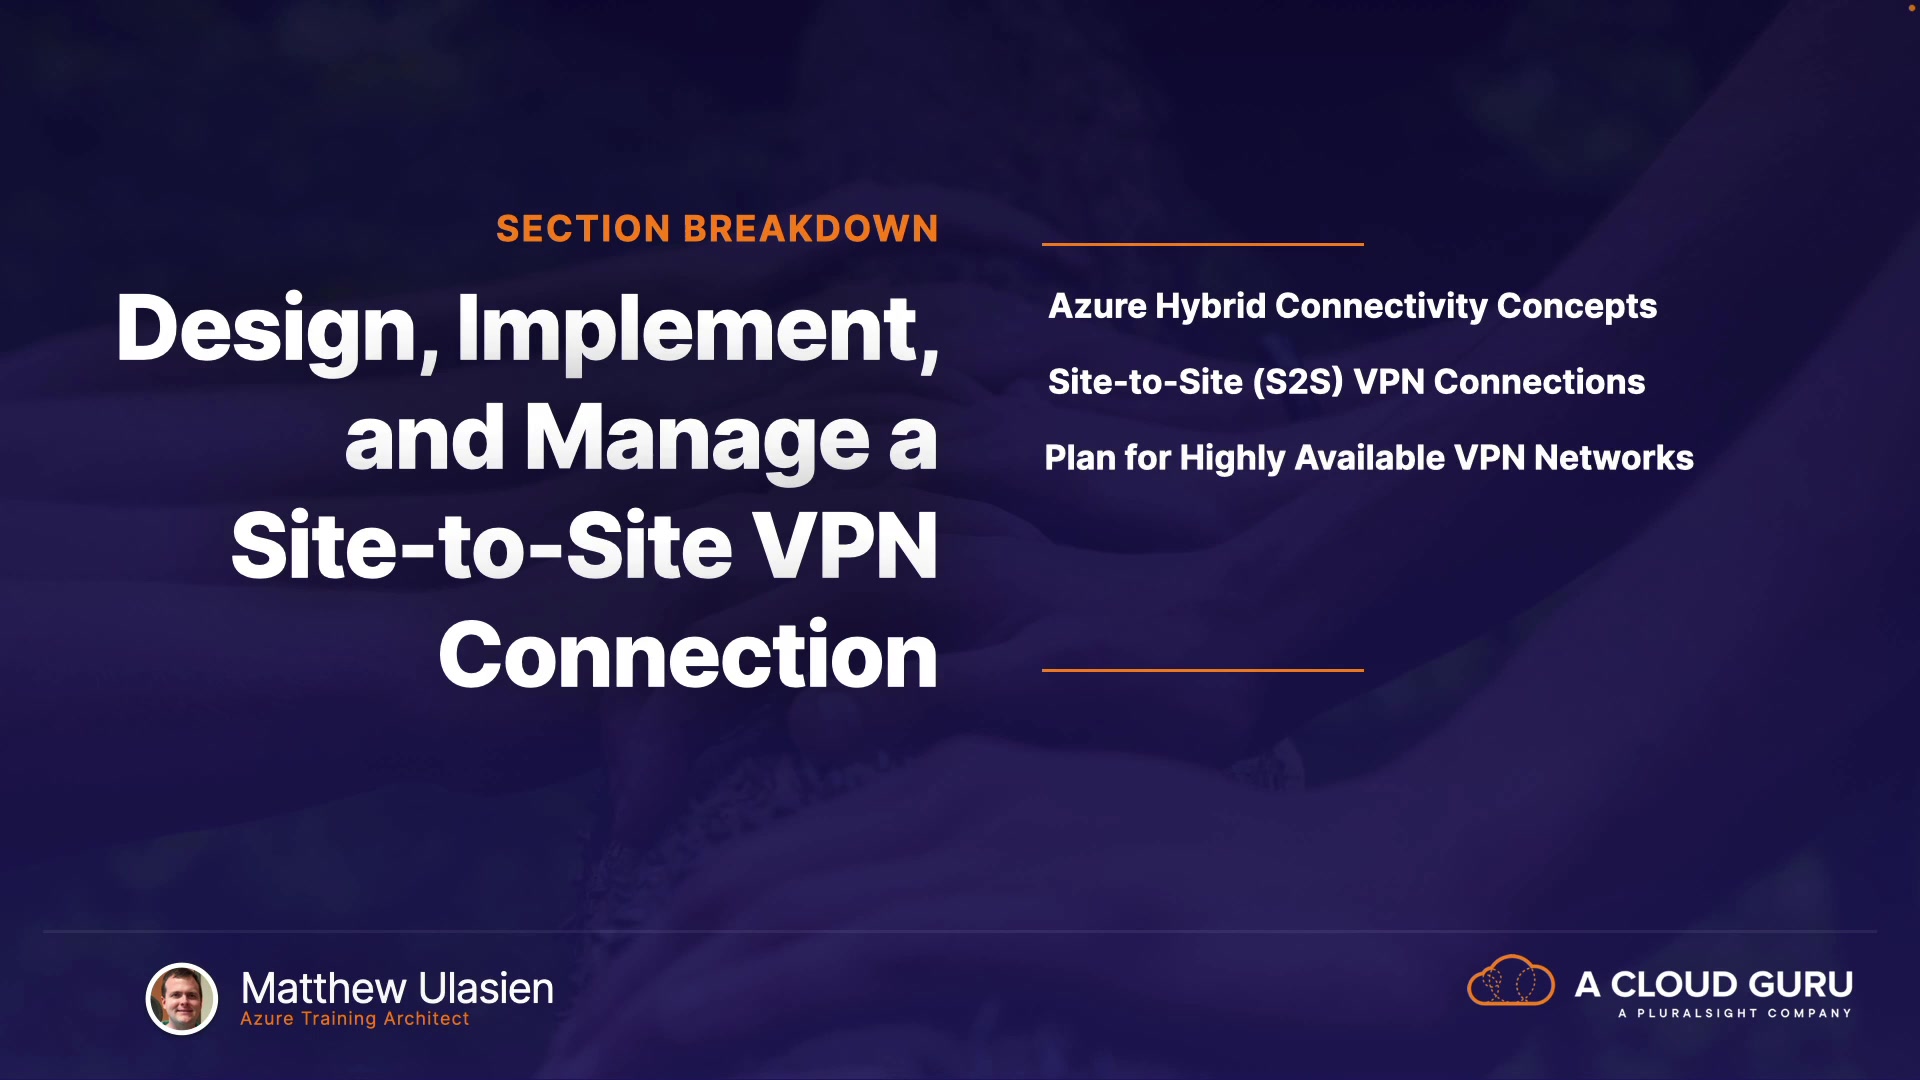 SECTION BREAKDOWN
Design, Implement,
and Manage a
Site-to-Site VPN
Connection
Azure Hybrid Connectivity Concepts
Site-to-Site (S2S) VPN Connections
Plan for Highly Available VPN Networks
Matthew Ulasien
Azure Training Architect
A CLOUD GURU
A PLURALSIGHT COMPANY